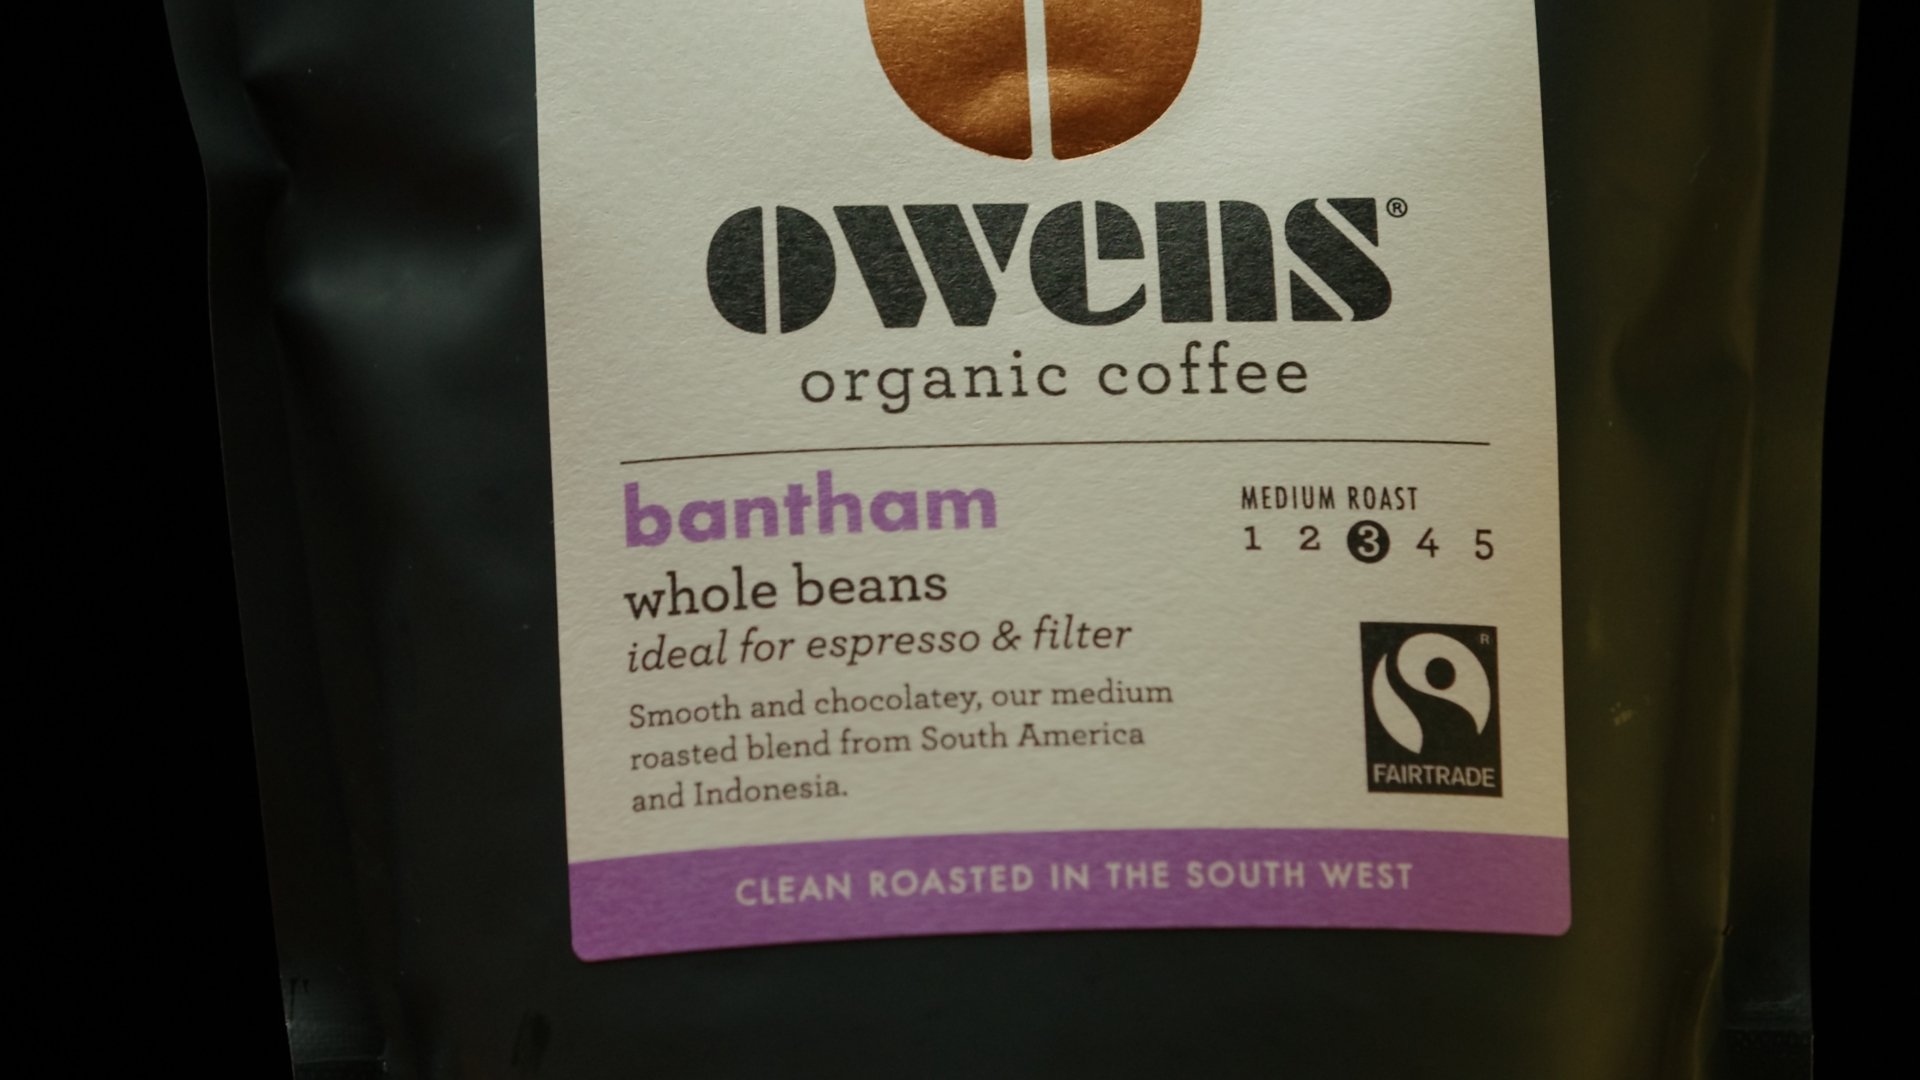 owens®
organic coffee
bantham
whole beans
ideal for espresso & filter
Smooth and chocolatey, our medium
roasted blend from South America
and Indonesia.
MEDIUM ROAST
1 2 3 4 5
®
FAIRTRADE
CLEAN ROASTED IN THE SOUTH WEST